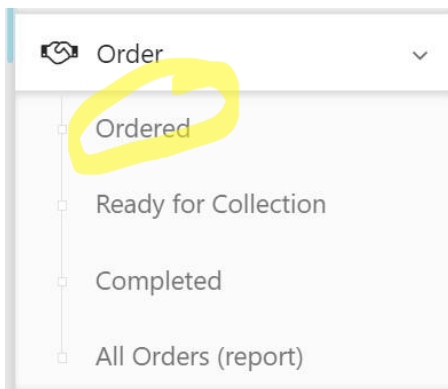 Order
Ordered
Ready for Collection
Completed
All Orders (report)